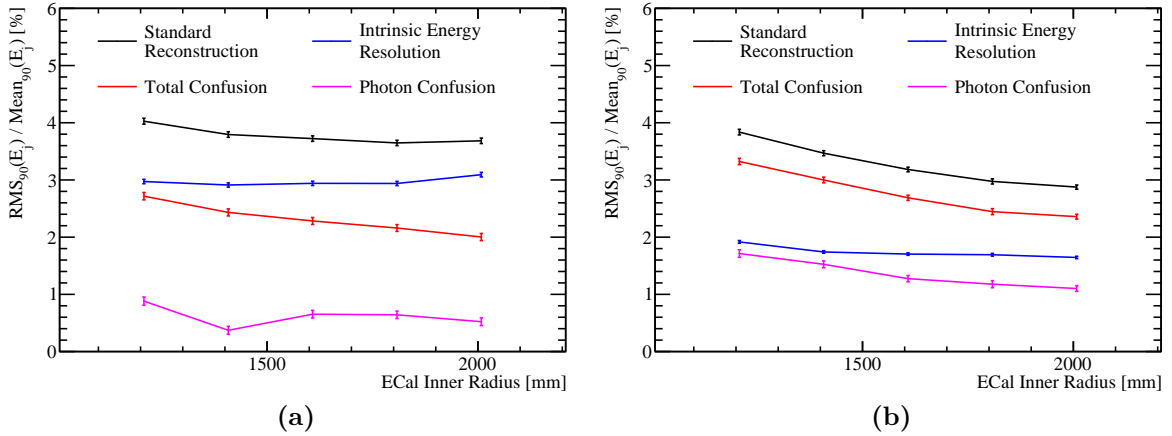 RMS90(Ej) / Mean90(Ej) [%]
6
5
4
3
2
1
0
Standard
Reconstruction
Intrinsic Energy
Resolution
Total Confusion
Photon Confusion
1500
2000
ECal Inner Radius [mm]
(a)
RMS90(Ej) / Mean90(Ej) [%]
6
5
4
3
2
1
0
Standard
Reconstruction
Intrinsic Energy
Resolution
Total Confusion
Photon Confusion
1500
2000
ECal Inner Radius [mm]
(b)